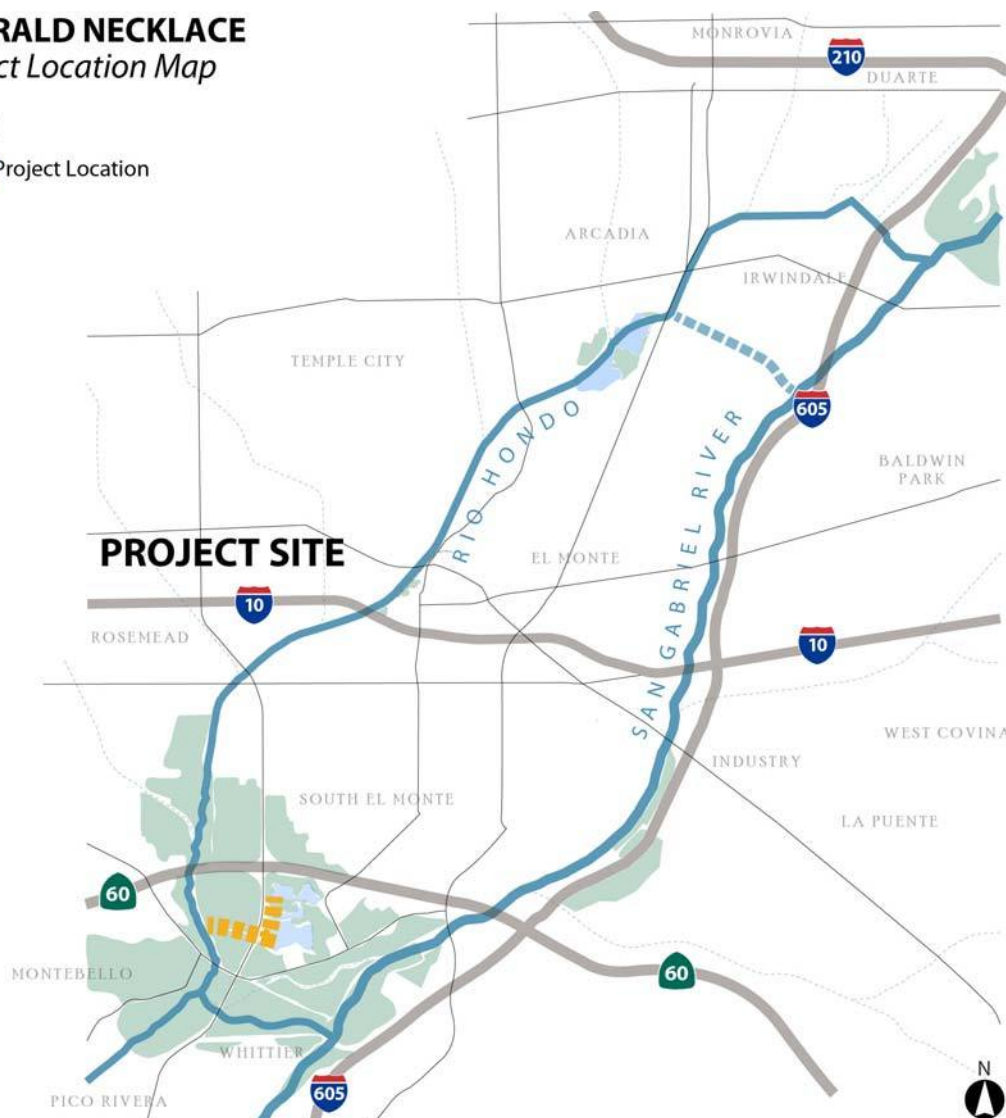 RALD NECKLACE
ct Location Map
Project Location
MONROVIA
210
DUARTE
ARCADIA
IRWINDALE
TEMPLE CITY
RIO HONDO
605
SAN GABRIEL RIVER
BALDWIN
PARK
PROJECT SITE
EL MONTE
10
ROSEMEAD
10
WEST COVINA
INDUSTRY
SOUTH EL MONTE
LA PUENTE
60
MONTEBELLO
60
WHITTIER
605
PICO RIVERA
N